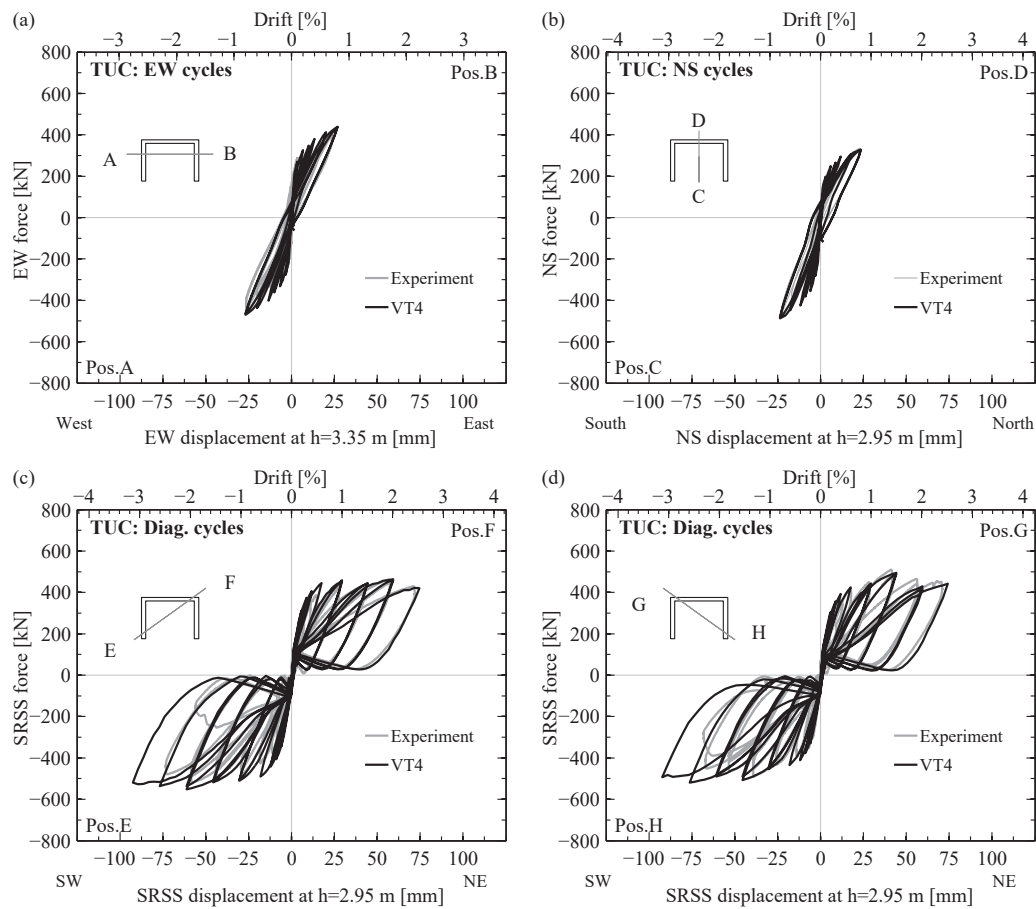 (a)
Drift [%]
−3 −2 −1 0 1 2 3
TUC: EW cycles
Pos.B
A
B
EW force [kN]
800
600
400
200
0
−200
−400
−600
−800
Experiment
VT4
Pos.A
−100 −75 −50 −25 0 25 50 75 100
West
East
EW displacement at h=3.35 m [mm]
(b)
Drift [%]
−4 −3 −2 −1 0 1 2 3 4
TUC: NS cycles
Pos.D
D
C
NS force [kN]
800
600
400
200
0
−200
−400
−600
−800
Experiment
VT4
Pos.C
−100 −75 −50 −25 0 25 50 75 100
South
North
NS displacement at h=2.95 m [mm]
(c)
Drift [%]
−4 −3 −2 −1 0 1 2 3 4
TUC: Diag. cycles
Pos.F
F
E
SRSS force [kN]
800
600
400
200
0
−200
−400
−600
−800
Experiment
VT4
Pos.E
−100 −75 −50 −25 0 25 50 75 100
SW
NE
SRSS displacement at h=2.95 m [mm]
(d)
Drift [%]
−4 −3 −2 −1 0 1 2 3 4
TUC: Diag. cycles
Pos.G
G
H
SRSS force [kN]
800
600
400
200
0
−200
−400
−600
−800
Experiment
VT4
Pos.H
−100 −75 −50 −25 0 25 50 75 100
SW
NE
SRSS displacement at h=2.95 m [mm]